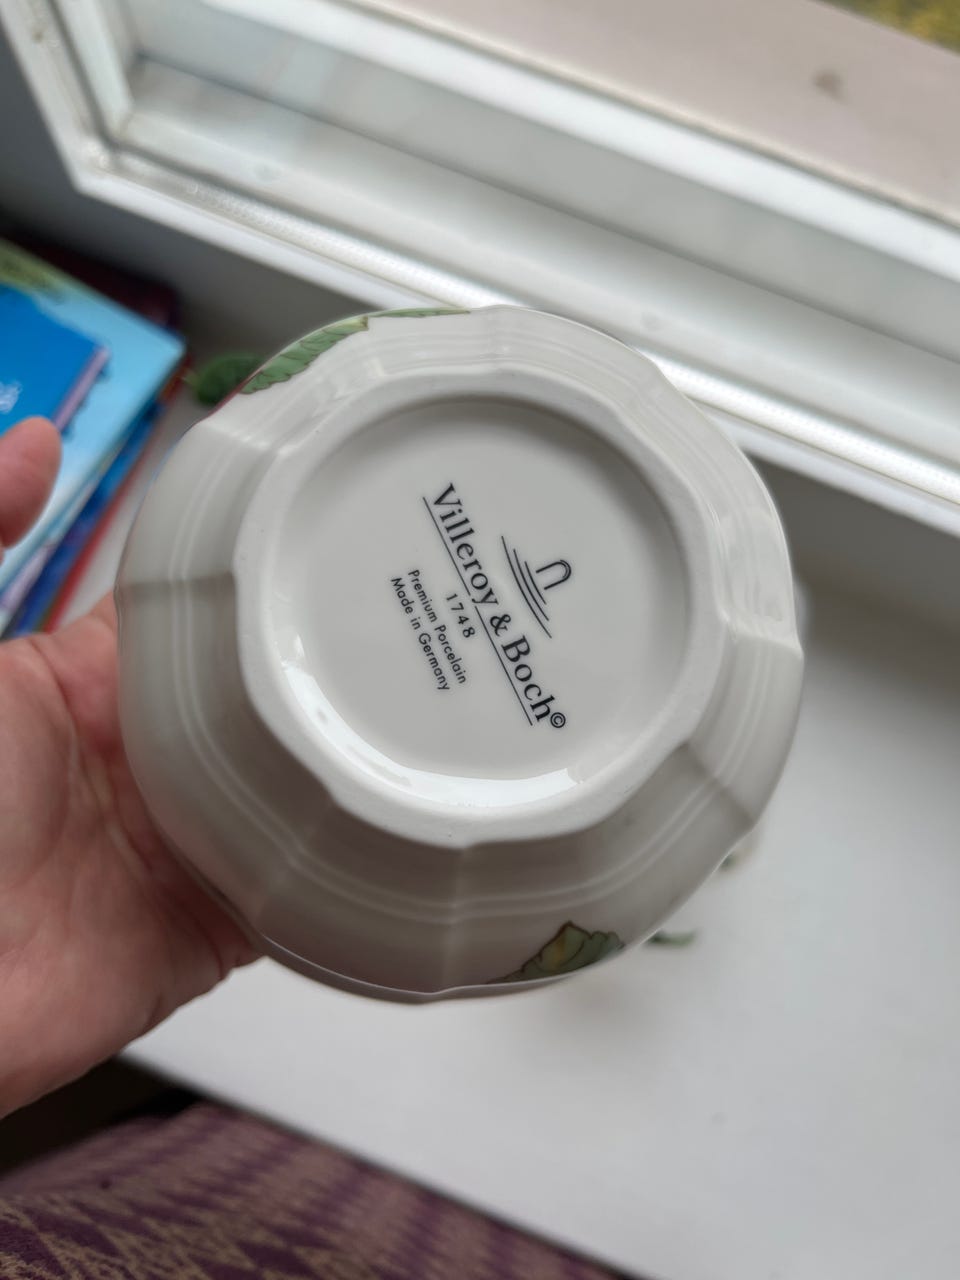 Villeroy & Boch©
1748
Premium Porcelain
Made in Germany